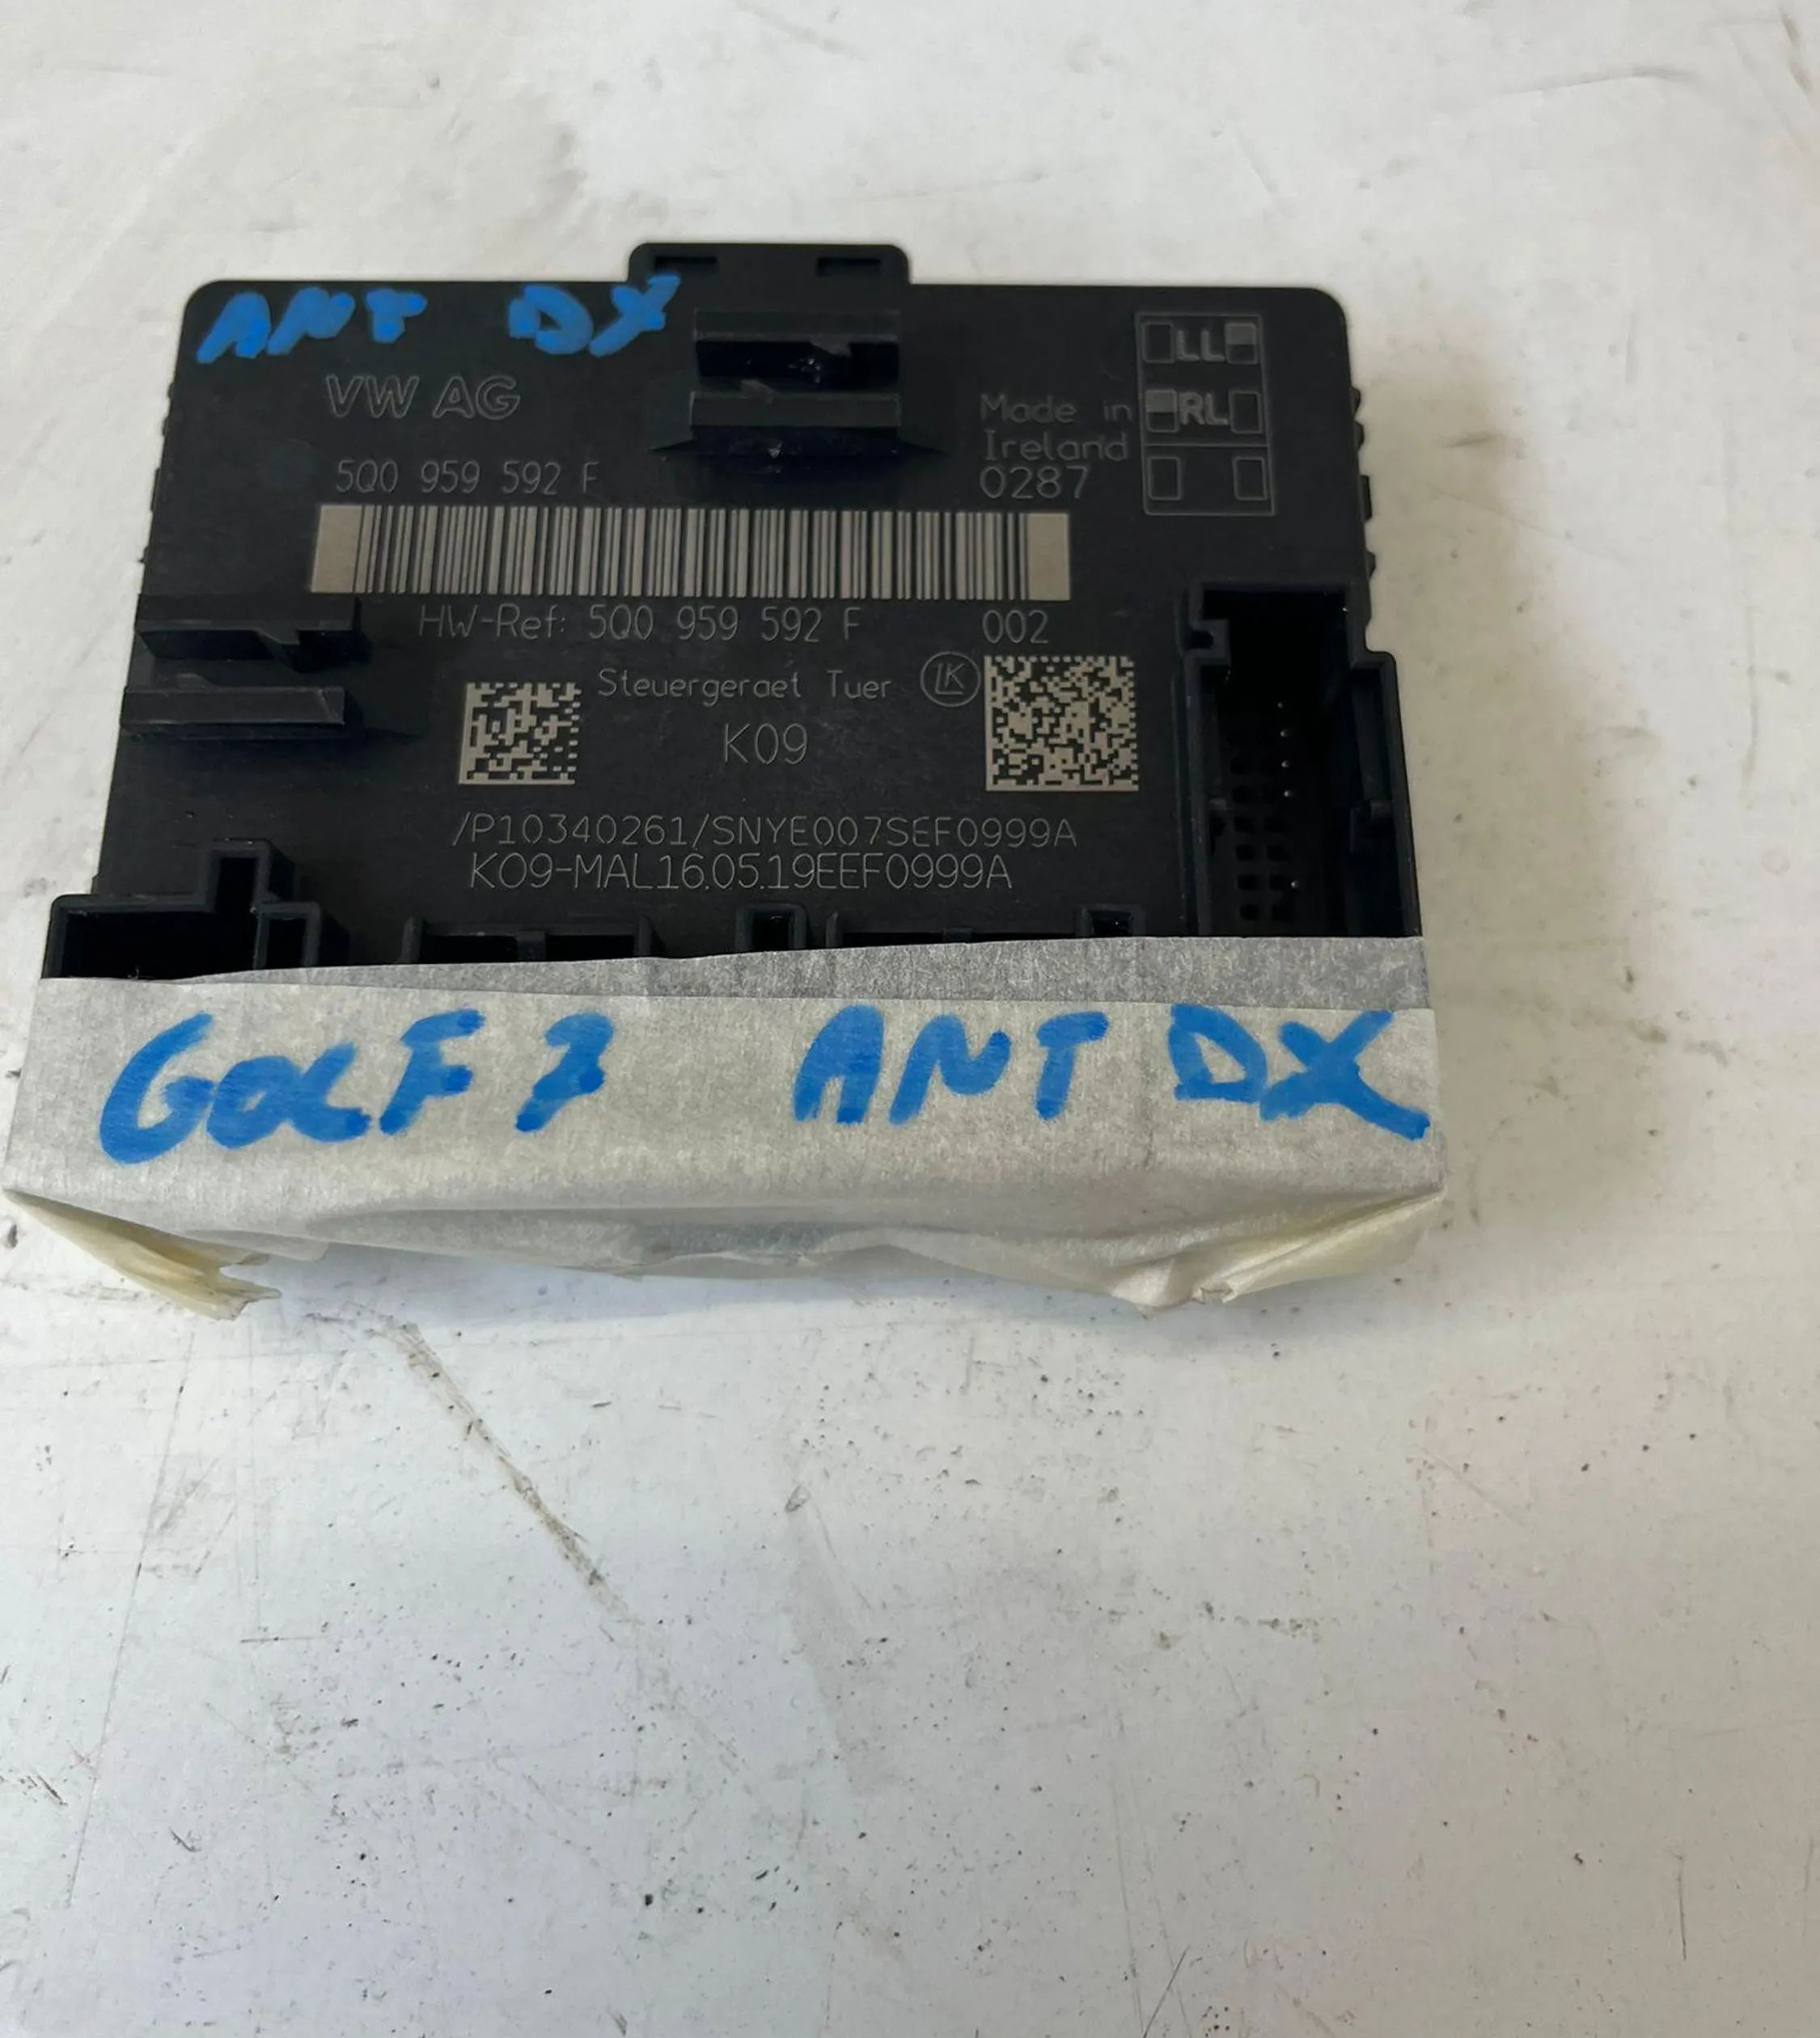 ANT DX
VW AG
5Q0 959 592 F
Made in
Ireland
0287
LL
RL
HW-Ref: 5Q0 959 592 F 002
Steuergeraet Tuer LK
K09
/P10340261/SNYE007SEF0999A
K09-MAL16.05.19EEF0999A
GOLF 7 ANT DX